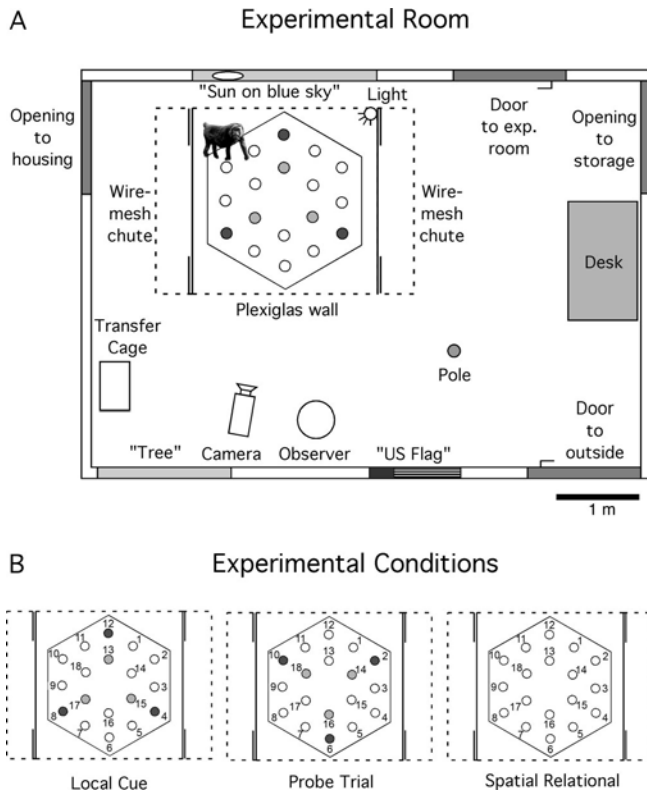 A
Experimental Room
"Sun on blue sky"
Light
Opening
to
housing
Door
to exp.
room
Opening
to
storage
Wire-
mesh
chute
Wire-
mesh
chute
Desk
Plexiglas wall
Transfer
Cage
Pole
"Tree"
Camera
Observer
"US Flag"
Door
to
outside
1 m
B
Experimental Conditions
12
11
1
10
13
2
18
14
9
3
17
15
8
16
4
7
5
6
Local Cue
12
11
1
10
13
2
18
14
9
3
17
15
8
16
4
7
5
6
Probe Trial
12
11
1
10
13
2
18
14
9
3
17
15
8
16
4
7
5
6
Spatial Relational